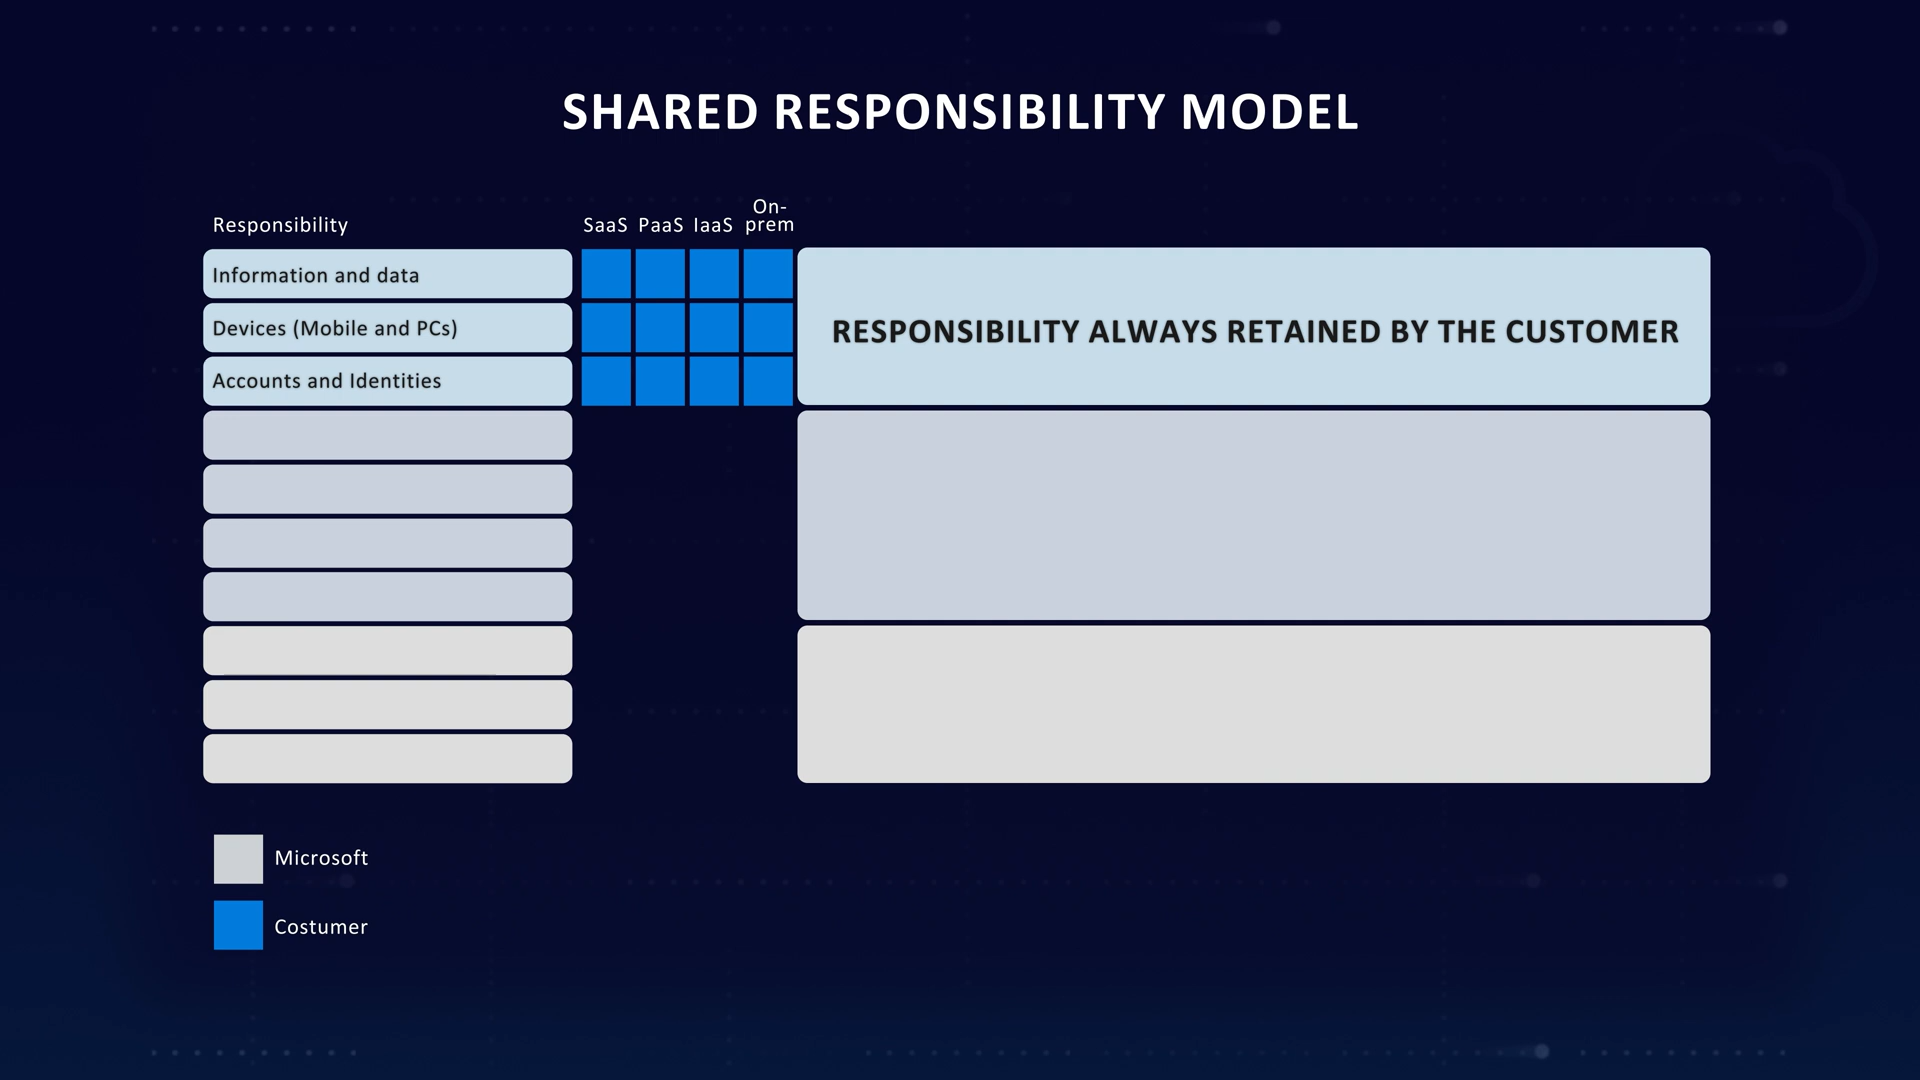 SHARED RESPONSIBILITY MODEL
Responsibility SaaS PaaS IaaS On-
prem
Information and data
Devices (Mobile and PCs)
Accounts and Identities
RESPONSIBILITY ALWAYS RETAINED BY THE CUSTOMER
Microsoft
Costumer